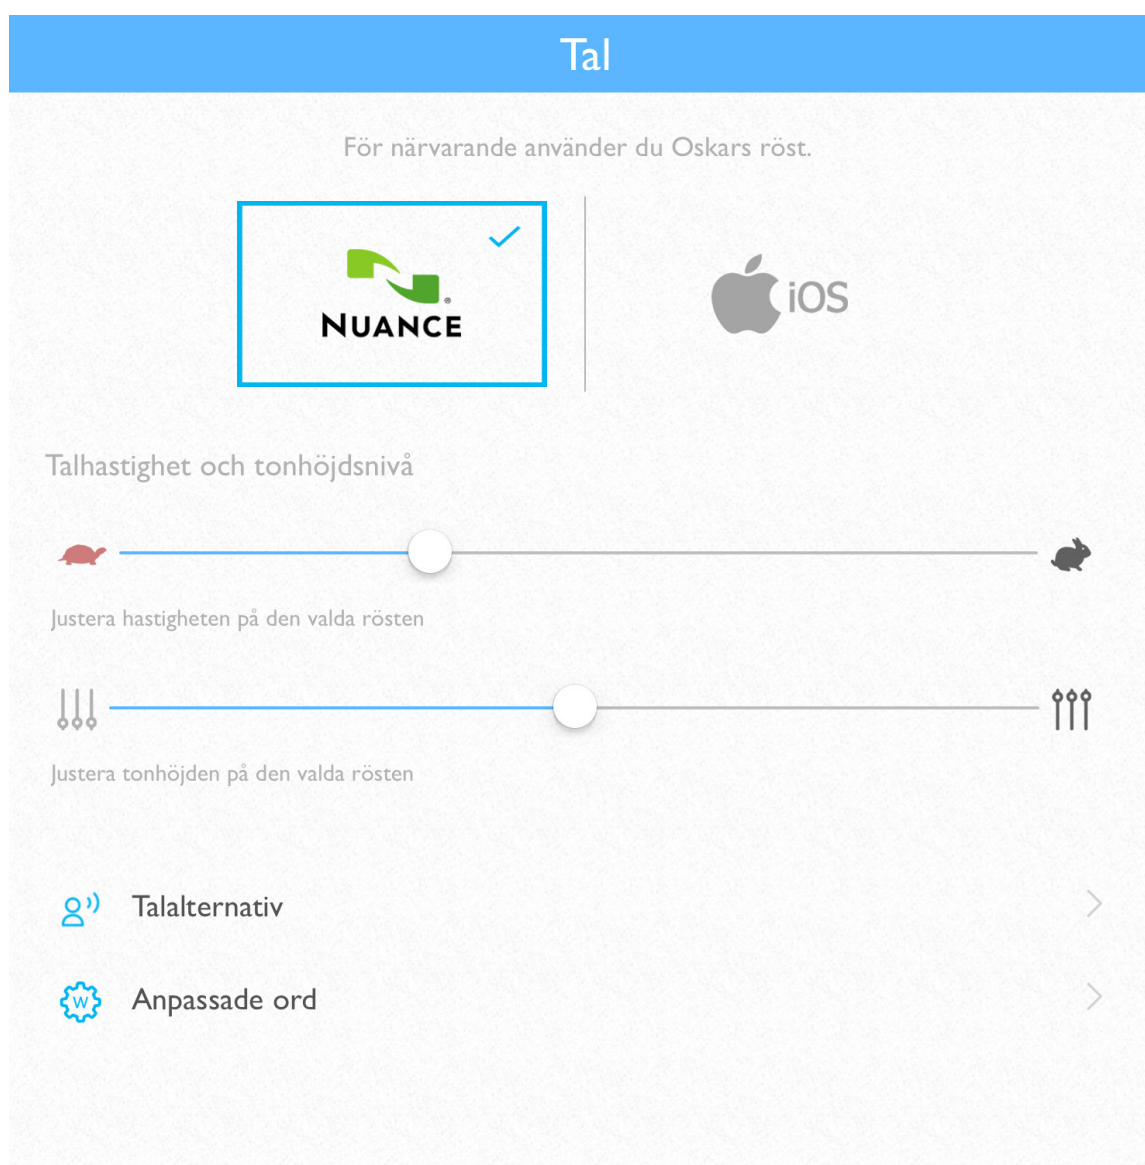 Tal
För närvarande använder du Oskars röst.
NUANCE
®
iOS
Talhastighet och tonhöjdsnivå
Justera hastigheten på den valda rösten
Justera tonhöjden på den valda rösten
Talalternativ
W
Anpassade ord